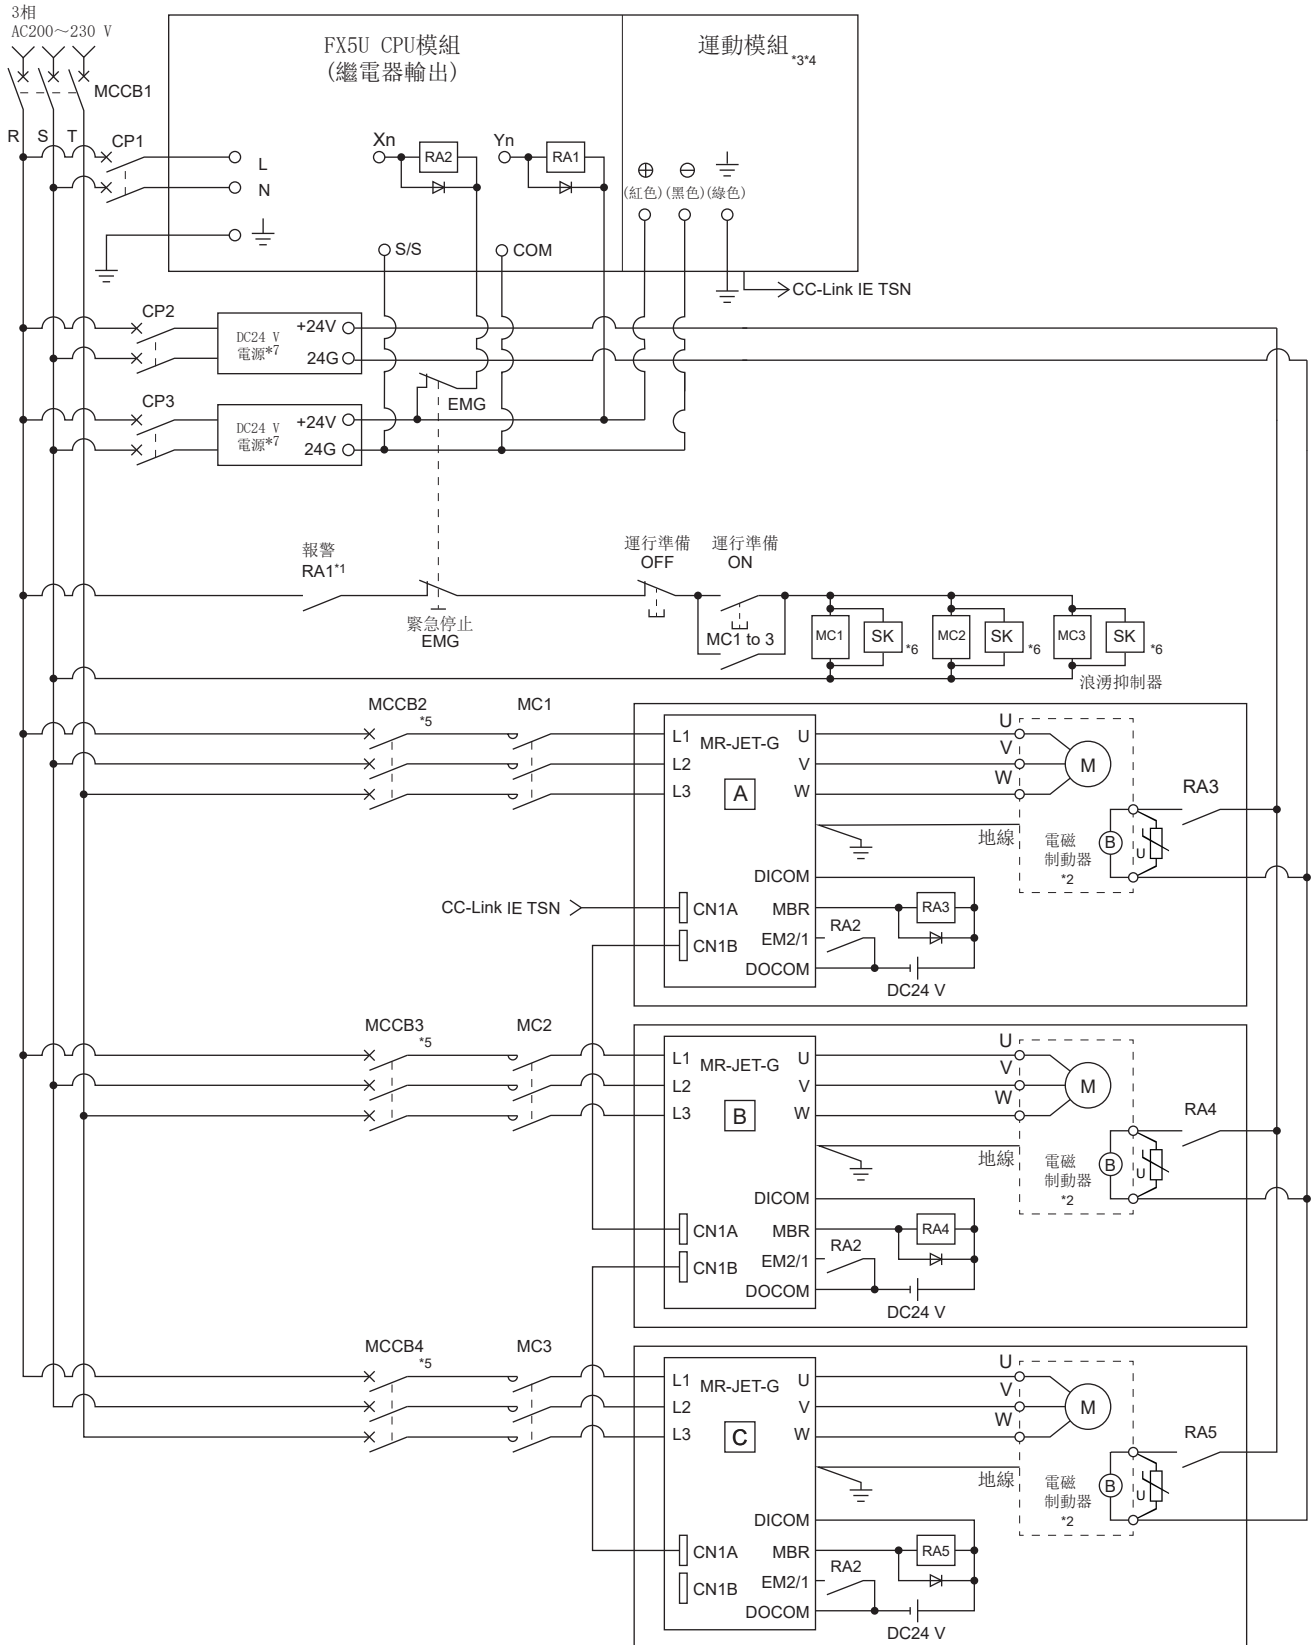 3相
AC200～230 V
MCCB1
R S T
FX5U CPU模組
(繼電器輸出)
運動模組
*3*4
CP1
L
N
Xn
RA2
Yn
RA1
(紅色)(黑色)(綠色)
S/S
COM
CC-Link IE TSN
CP2
DC24 V
電源*7
+24V
24G
CP3
DC24 V
電源*7
+24V
24G
EMG
報警
RA1*1
緊急停止
EMG
運行準備
OFF
運行準備
ON
MC1 to 3
MC1
SK
*6
MC2
SK
*6
MC3
SK
*6
浪湧抑制器
MCCB2
*5
MC1
L1
L2
L3
MR-JET-G
A
U
V
W
U
V
W
M
地線
電磁
制動器
*2
B
U
RA3
CC-Link IE TSN
CN1A
CN1B
DICOM
MBR
EM2/1
DOCOM
RA3
RA2
DC24 V
MCCB3
*5
MC2
L1
L2
L3
MR-JET-G
B
U
V
W
U
V
W
M
地線
電磁
制動器
*2
B
U
RA4
CN1A
CN1B
DICOM
MBR
EM2/1
DOCOM
RA4
RA2
DC24 V
MCCB4
*5
MC3
L1
L2
L3
MR-JET-G
C
U
V
W
U
V
W
M
地線
電磁
制動器
*2
B
U
RA5
CN1A
CN1B
DICOM
MBR
EM2/1
DOCOM
RA5
RA2
DC24 V